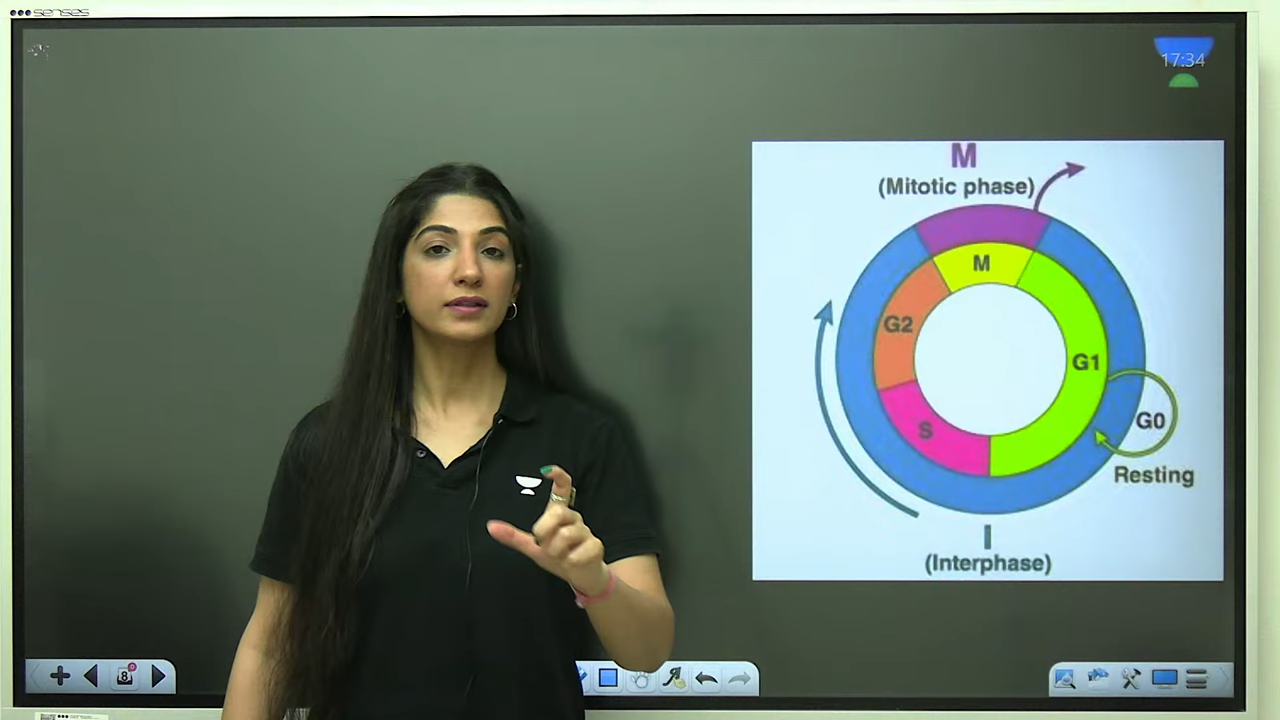 senses
17:34
M
(Mitotic phase)
M
G2
G1
S
G0
Resting
I
(Interphase)
8